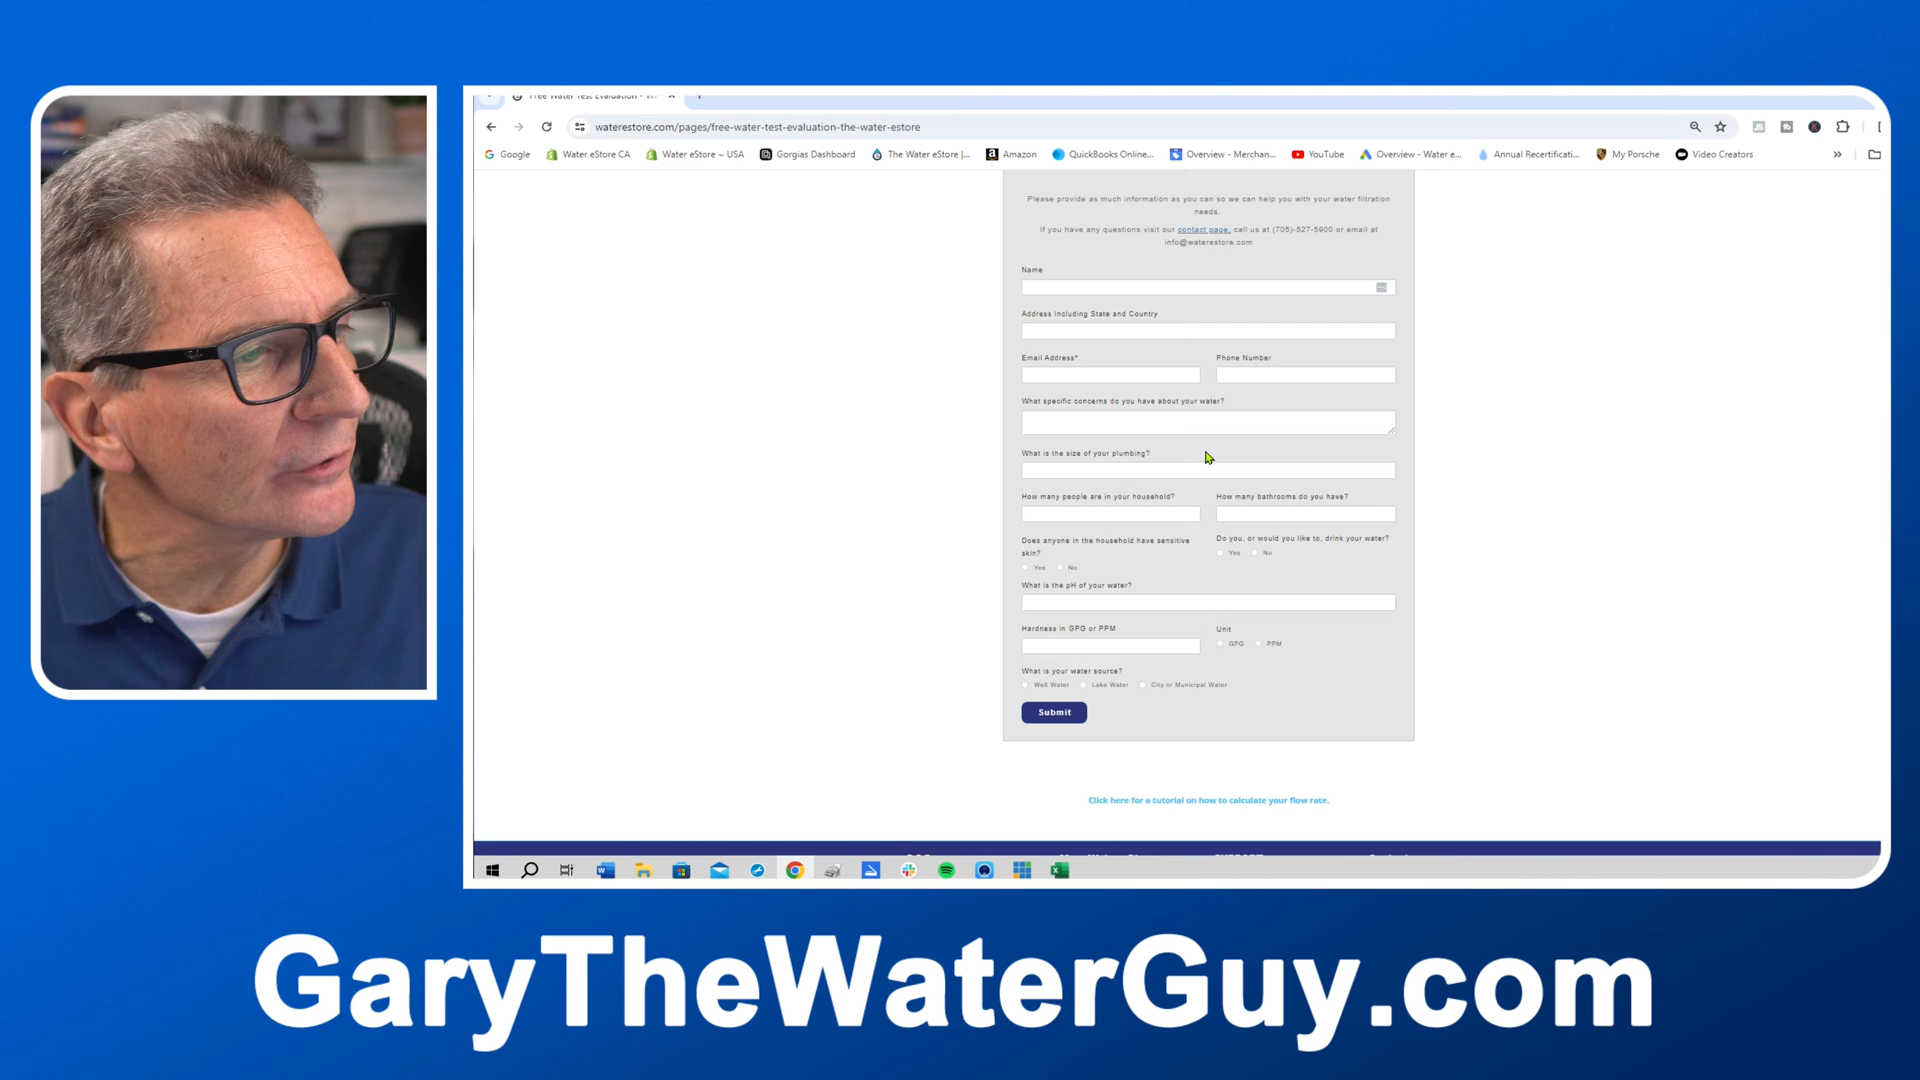 Free Water Test Evaluation - W...
waterestore.com/pages/free-water-test-evaluation-the-water-estore
Google Water eStore CA Water eStore ~ USA Gorgias Dashboard The Water eStore |... Amazon QuickBooks Online... Overview - Merchan... YouTube Overview - Water e... Annual Recertificati... My Porsche Video Creators »
Please provide as much information as you can so we can help you with your water filtration
needs.
If you have any questions visit our contact page, call us at (705)-527-5900 or email at
info@waterestore.com
Name
Address Including State and Country
Email Address* Phone Number
What specific concerns do you have about your water?
What is the size of your plumbing?
How many people are in your household? How many bathrooms do you have?
Does anyone in the household have sensitive
skin?
Yes No
Do you, or would you like to, drink your water?
Yes No
What is the pH of your water?
Hardness in GPG or PPM Unit
GPG PPM
What is your water source?
Well Water Lake Water City or Municipal Water
Submit
Click here for a tutorial on how to calculate your flow rate.
GaryTheWaterGuy.com